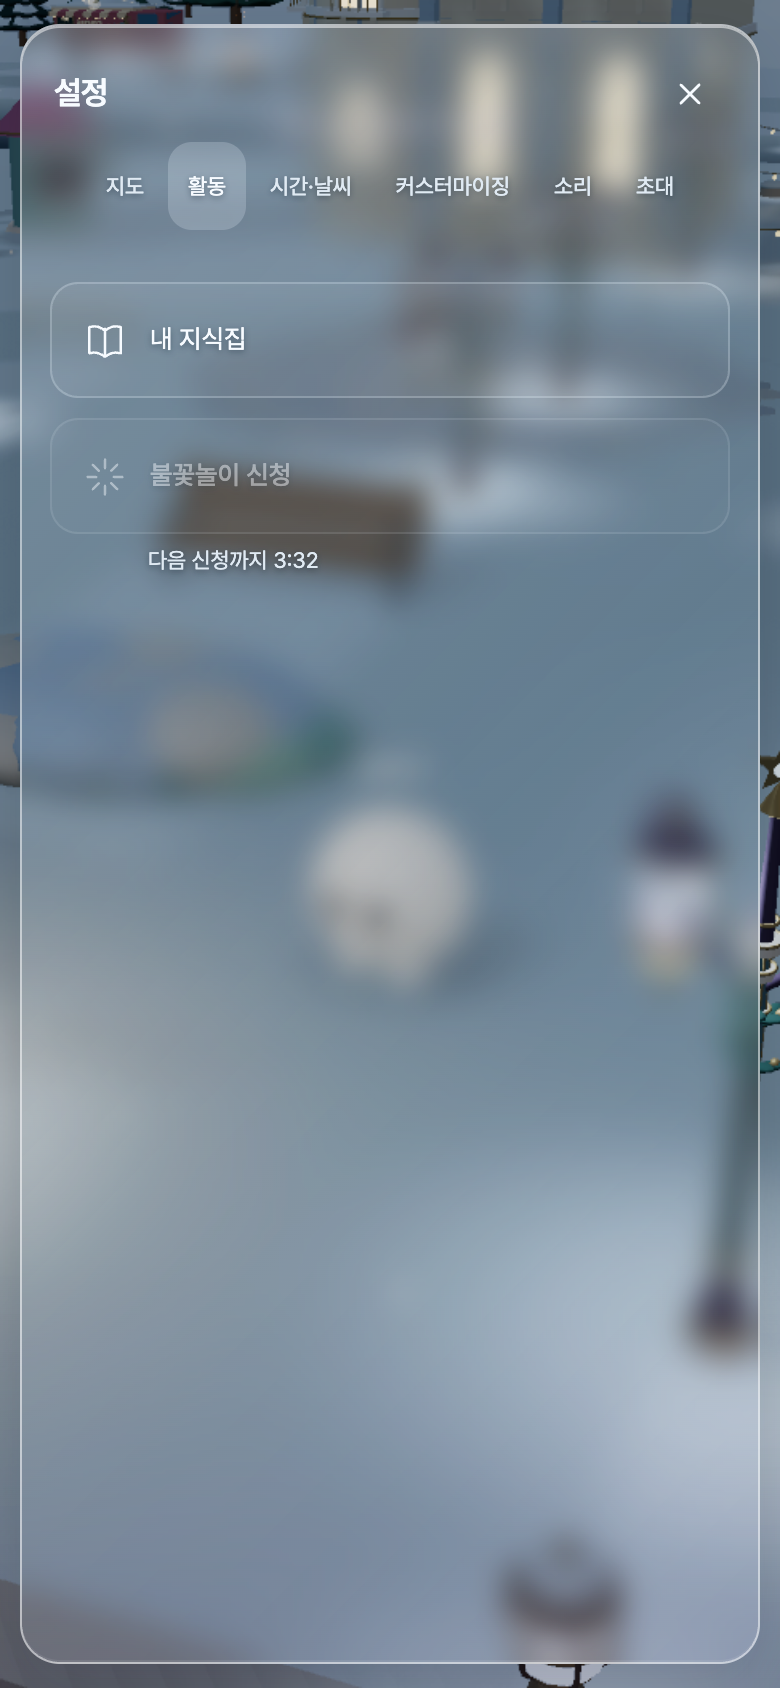 설정
지도 활동 시간·날씨 커스터마이징 소리 초대
내 지식집
불꽃놀이 신청
다음 신청까지 3:32